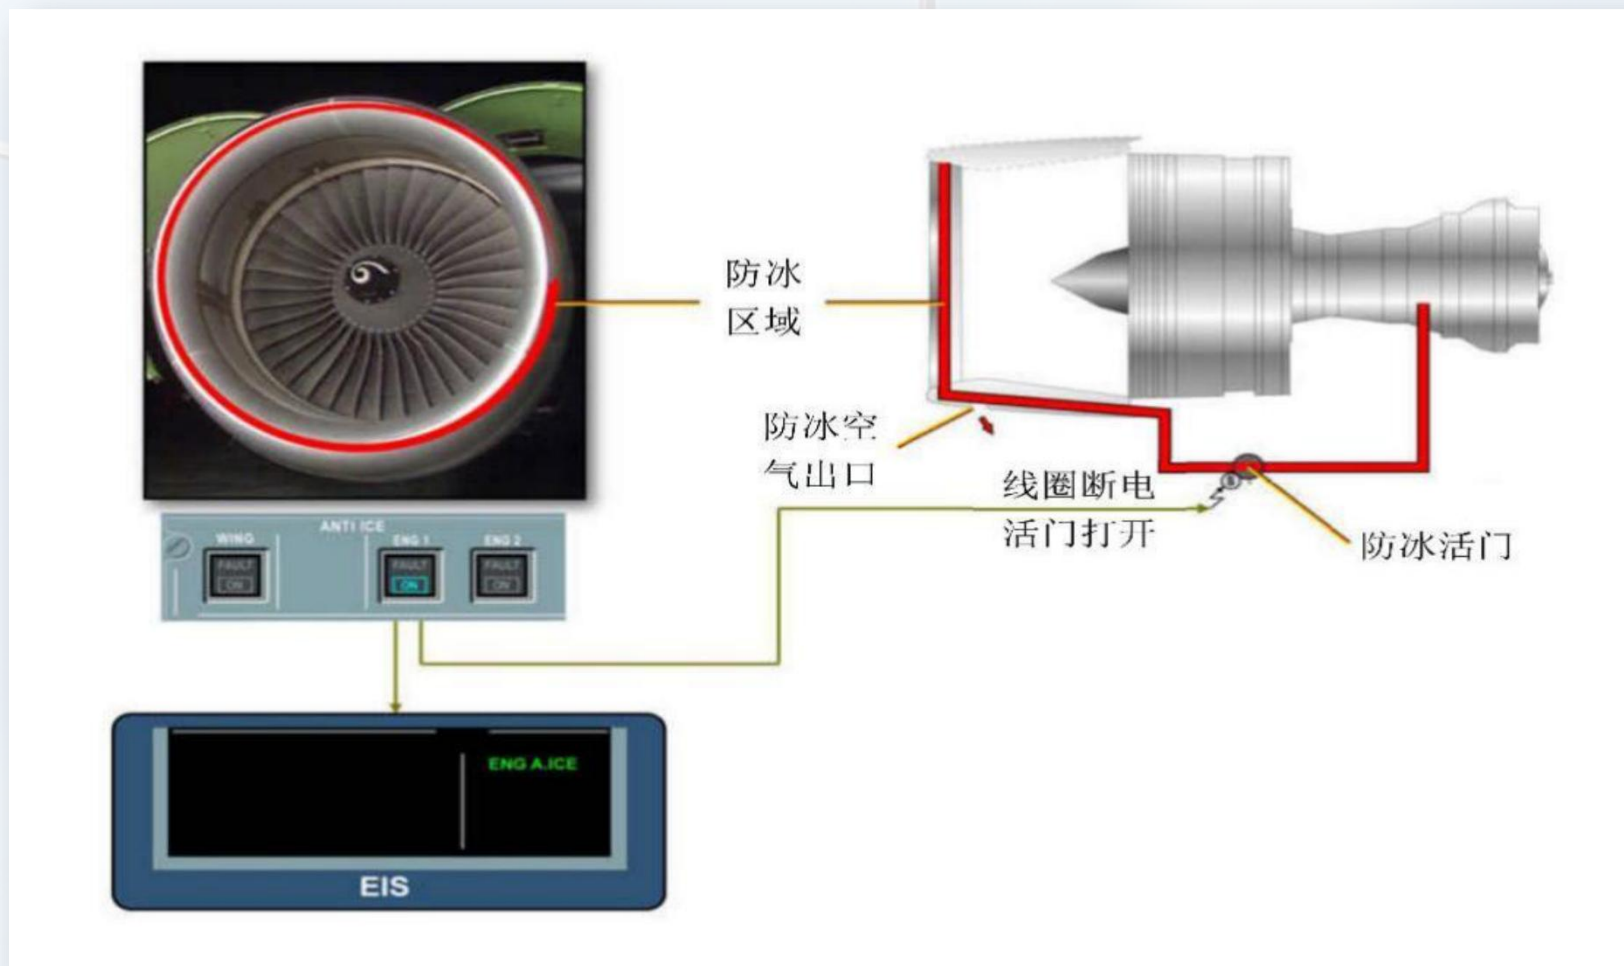 防冰
区域
防冰空
气出口
线圈断电
活门打开
防冰活门
ANTI ICE
WING
ENG 1
ENG 2
FAULT
ON
FAULT
ON
FAULT
ON
ENG A.ICE
EIS